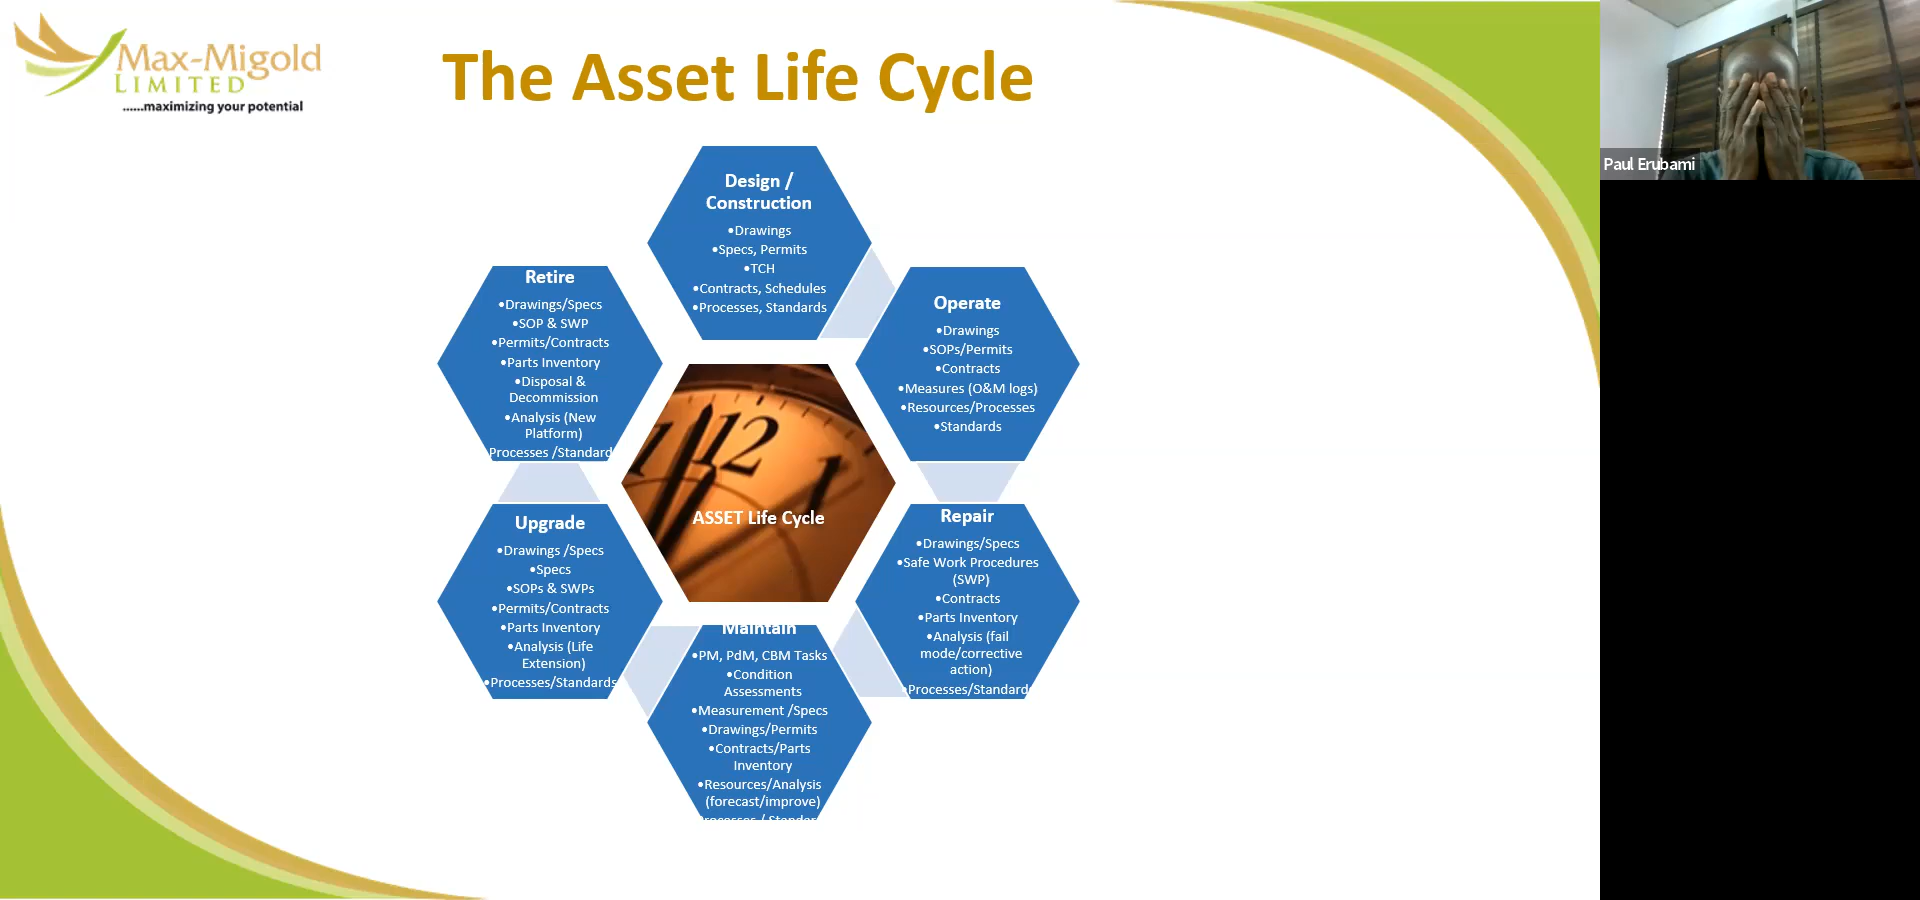 Max-Migold
LIMITED
......maximizing your potential
The Asset Life Cycle
Paul Erubami
Design /
Construction
•Drawings
•Specs, Permits
•TCH
•Contracts, Schedules
•Processes, Standards
Operate
•Drawings
•SOPs/Permits
•Contracts
•Measures (O&M logs)
•Resources/Processes
•Standards
Repair
•Drawings/Specs
•Safe Work Procedures
(SWP)
•Contracts
•Parts Inventory
•Analysis (fail
mode/corrective
action)
•Processes/Standards
Maintain
•PM, PdM, CBM Tasks
•Condition
Assessments
•Measurement /Specs
•Drawings/Permits
•Contracts/Parts
Inventory
•Resources/Analysis
(forecast/improve)
Upgrade
•Drawings /Specs
•Specs
•SOPs & SWPs
•Permits/Contracts
•Parts Inventory
•Analysis (Life
Extension)
•Processes/Standards
Retire
•Drawings/Specs
•SOP & SWP
•Permits/Contracts
•Parts Inventory
•Disposal &
Decommission
•Analysis (New
Platform)
Processes /Standard
12
1
ASSET Life Cycle